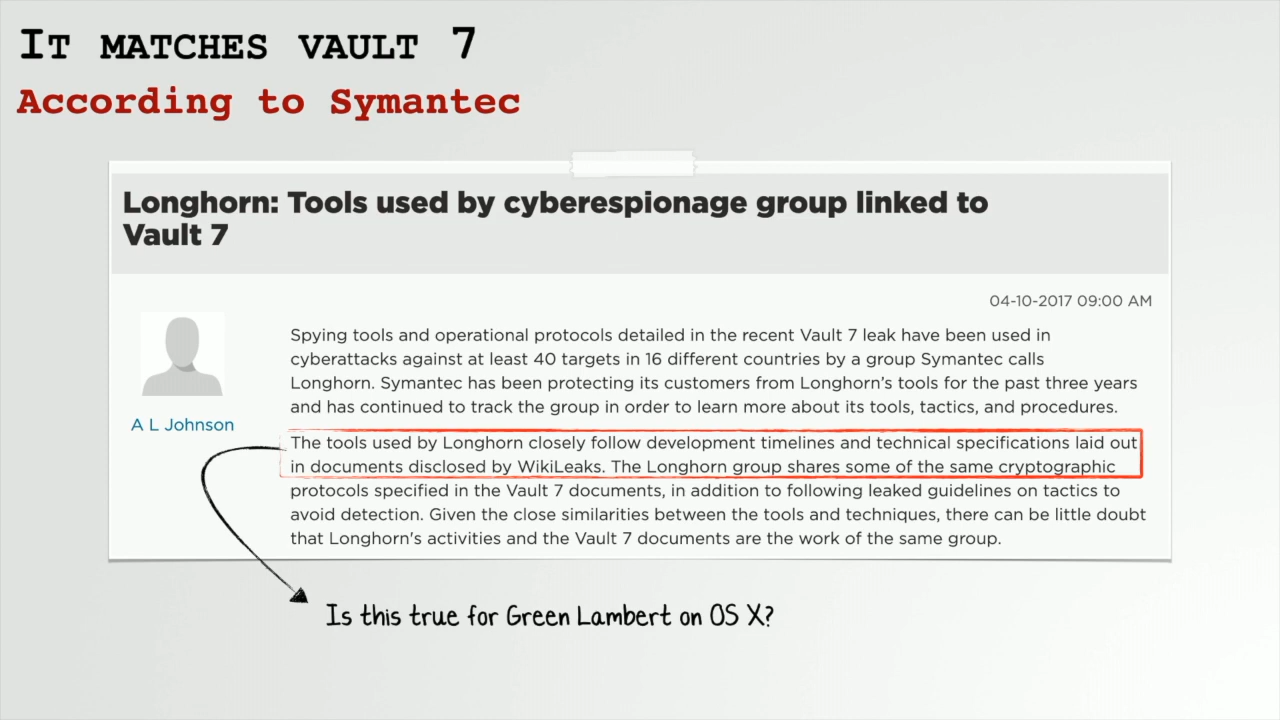 IT MATCHES VAULT 7
According to Symantec
Longhorn: Tools used by cyberespionage group linked to
Vault 7
04-10-2017 09:00 AM
A L Johnson
Spying tools and operational protocols detailed in the recent Vault 7 leak have been used in
cyberattacks against at least 40 targets in 16 different countries by a group Symantec calls
Longhorn. Symantec has been protecting its customers from Longhorn's tools for the past three years
and has continued to track the group in order to learn more about its tools, tactics, and procedures.
The tools used by Longhorn closely follow development timelines and technical specifications laid out
in documents disclosed by WikiLeaks. The Longhorn group shares some of the same cryptographic
protocols specified in the Vault 7 documents, in addition to following leaked guidelines on tactics to
avoid detection. Given the close similarities between the tools and techniques, there can be little doubt
that Longhorn's activities and the Vault 7 documents are the work of the same group.
Is this true for Green Lambert on OS X?